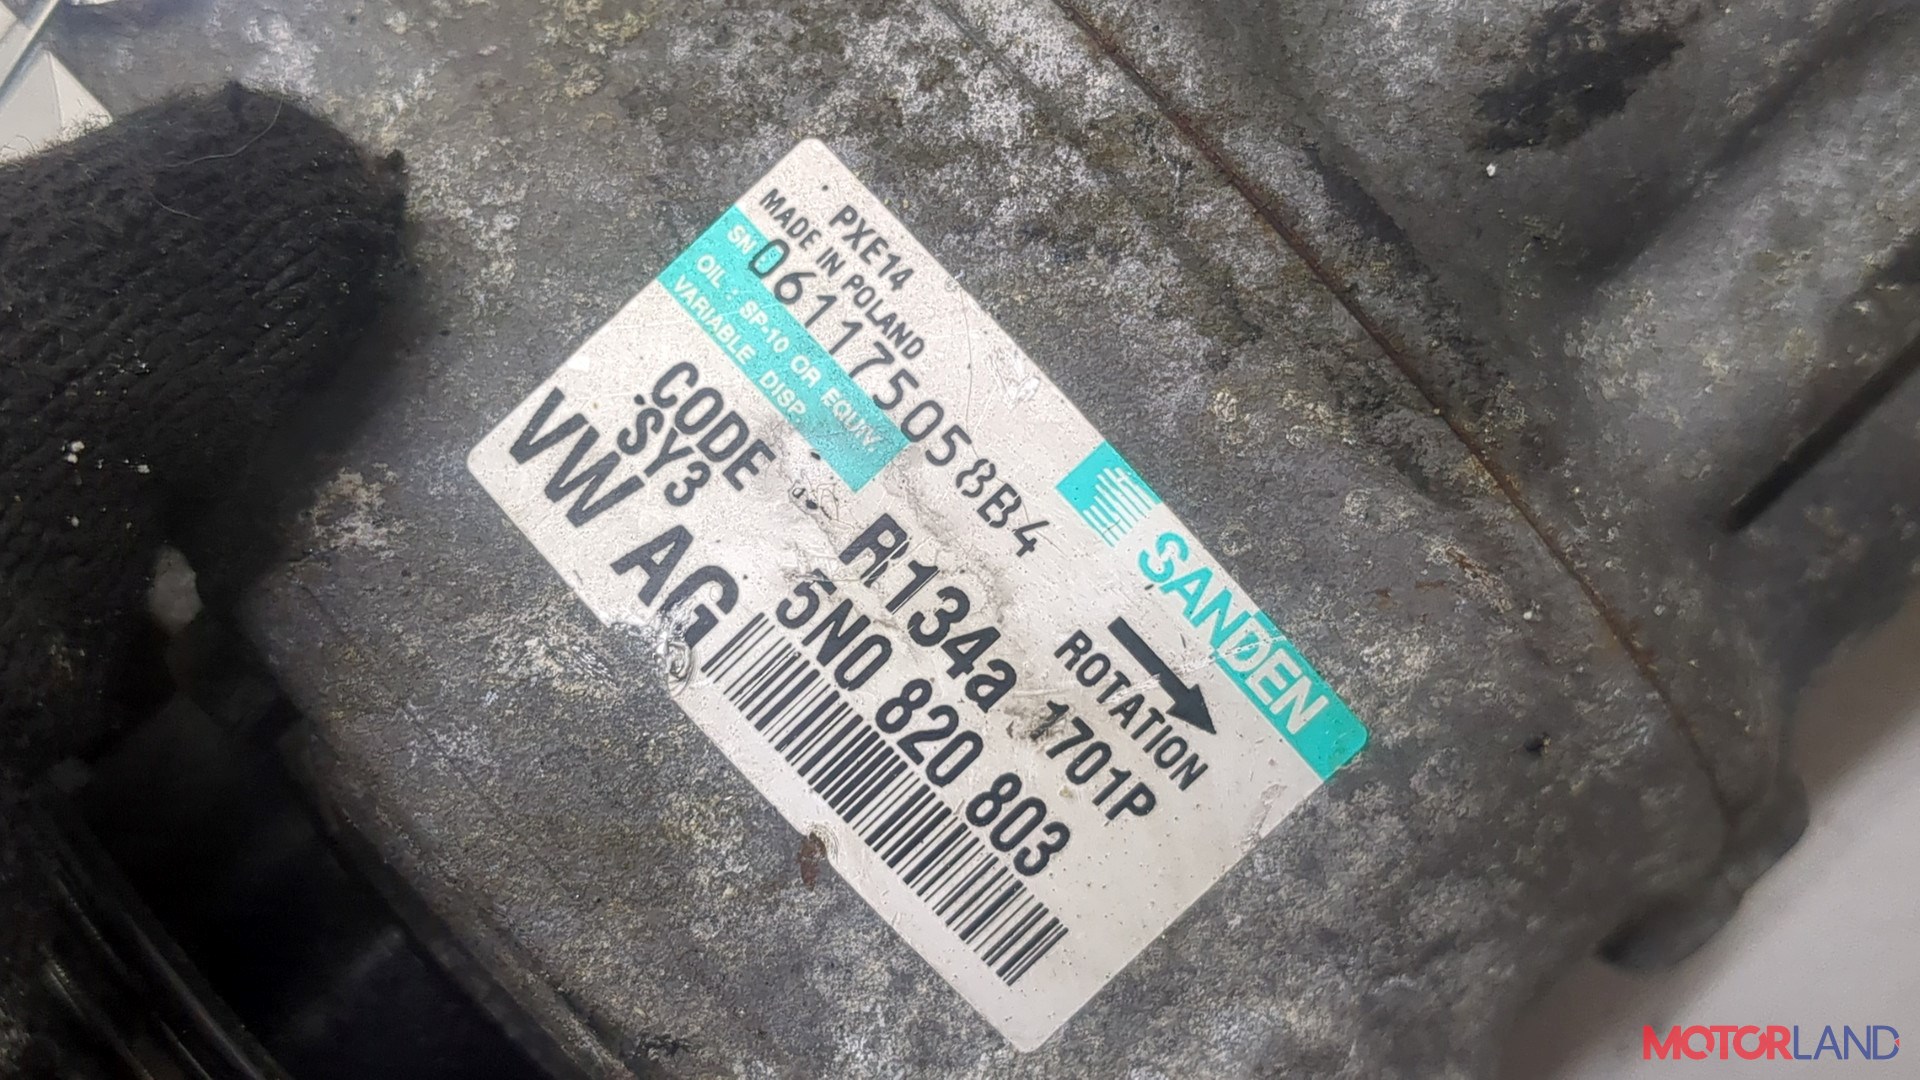 PXE14
MADE IN POLAND
SN 0611750588B4
OIL : SP-10 OR EQUIV.
VARIABLE DISP.
SANDEN
CODE
SY3
R134a
ROTATION
1701P
VW AG
5N0 820 803
MOTORLAND